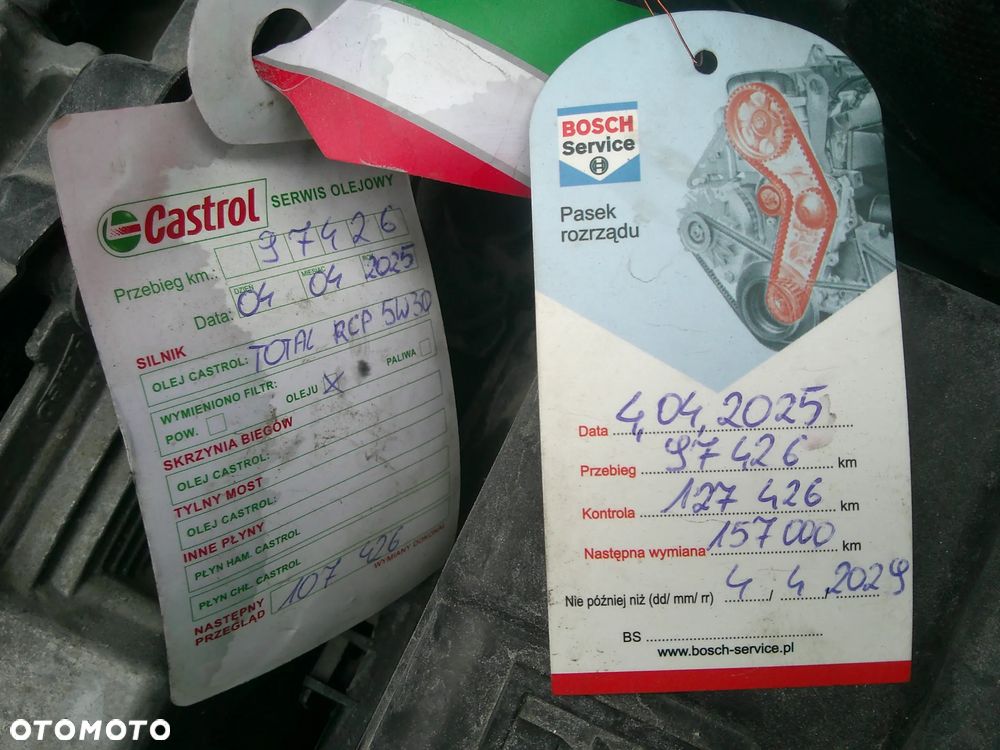 Castrol SERWIS OLEJOWY
Przebieg km.: 97426
DZIEŃ MIESIĄC ROK
Data: 04 04 2025
SILNIK
OLEJ CASTROL: TOTAL RCP 5W30
WYMIENIONO FILTR:
POW. OLEJU X PALIWA
SKRZYNIA BIEGÓW
OLEJ CASTROL:
TYLNY MOST
OLEJ CASTROL:
INNE PŁYNY
PŁYN HAM. CASTROL
PŁYN CHŁ. CASTROL
NASTĘPNY
PRZEGLĄD 107 426
WYMIANY DOKONAŁ
BOSCH
Service
Pasek
rozrządu
Data 4.04.2025
Przebieg 97426 km
Kontrola 127 426 km
Następna wymiana 157 000 km
Nie później niż (dd/ mm/ rr) 4 / 4.2029
BS
www.bosch-service.pl
OTOMOTO